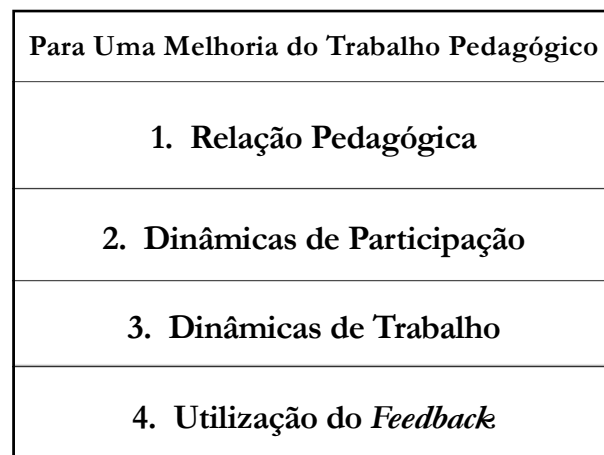 Para Uma Melhoria do Trabalho Pedagógico
1. Relação Pedagógica
2. Dinâmicas de Participação
3. Dinâmicas de Trabalho
4. Utilização do Feedback